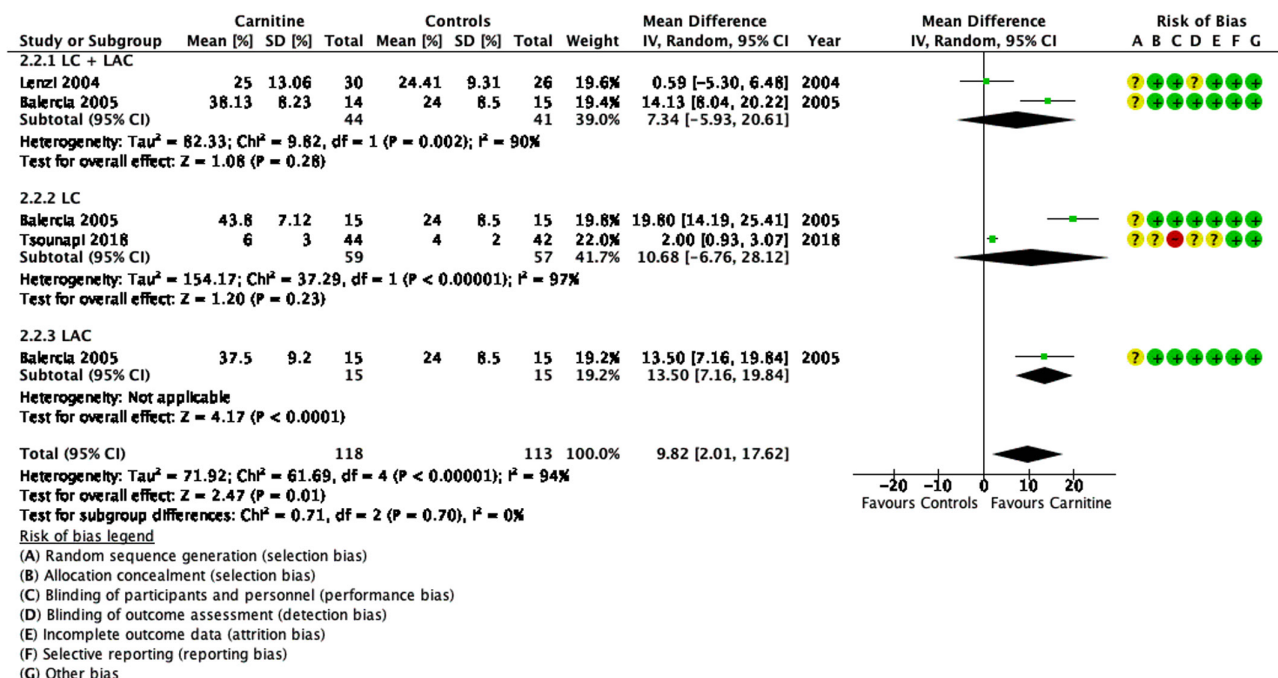 Carnitine Controls Mean Difference Mean Difference Risk of Bias
Study or Subgroup Mean [%] SD [%] Total Mean [%] SD [%] Total Weight IV, Random, 95% CI Year IV, Random, 95% CI A B C D E F G
2.2.1 LC + LAC
Lenzi 2004 25 13.06 30 24.41 9.31 26 19.6% 0.59 [-5.30, 6.48] 2004 ? + + ? + + +
Balercia 2005 38.13 8.23 14 24 8.5 15 19.4% 14.13 [8.04, 20.22] 2005 ? + + + + + +
Subtotal (95% CI) 44 41 39.0% 7.34 [-5.93, 20.61]
Heterogeneity: Tau² = 82.33; Chi² = 9.82, df = 1 (P = 0.002); I² = 90%
Test for overall effect: Z = 1.08 (P = 0.28)
2.2.2 LC
Balercia 2005 43.8 7.12 15 24 8.5 15 19.8% 19.80 [14.19, 25.41] 2005 ? + + + + + +
Tsounapi 2018 6 3 44 4 2 42 22.0% 2.00 [0.93, 3.07] 2018 ? ? - ? ? + +
Subtotal (95% CI) 59 57 41.7% 10.68 [-6.76, 28.12]
Heterogeneity: Tau² = 154.17; Chi² = 37.29, df = 1 (P < 0.00001); I² = 97%
Test for overall effect: Z = 1.20 (P = 0.23)
2.2.3 LAC
Balercia 2005 37.5 9.2 15 24 8.5 15 19.2% 13.50 [7.16, 19.84] 2005 ? + + + + + +
Subtotal (95% CI) 15 15 19.2% 13.50 [7.16, 19.84]
Heterogeneity: Not applicable
Test for overall effect: Z = 4.17 (P < 0.0001)
Total (95% CI) 118 113 100.0% 9.82 [2.01, 17.62]
Heterogeneity: Tau² = 71.92; Chi² = 61.69, df = 4 (P < 0.00001); I² = 94%
Test for overall effect: Z = 2.47 (P = 0.01)
Test for subgroup differences: Chi² = 0.71, df = 2 (P = 0.70), I² = 0%
-20 -10 0 10 20
Favours Controls Favours Carnitine
Risk of bias legend
(A) Random sequence generation (selection bias)
(B) Allocation concealment (selection bias)
(C) Blinding of participants and personnel (performance bias)
(D) Blinding of outcome assessment (detection bias)
(E) Incomplete outcome data (attrition bias)
(F) Selective reporting (reporting bias)
(G) Other bias